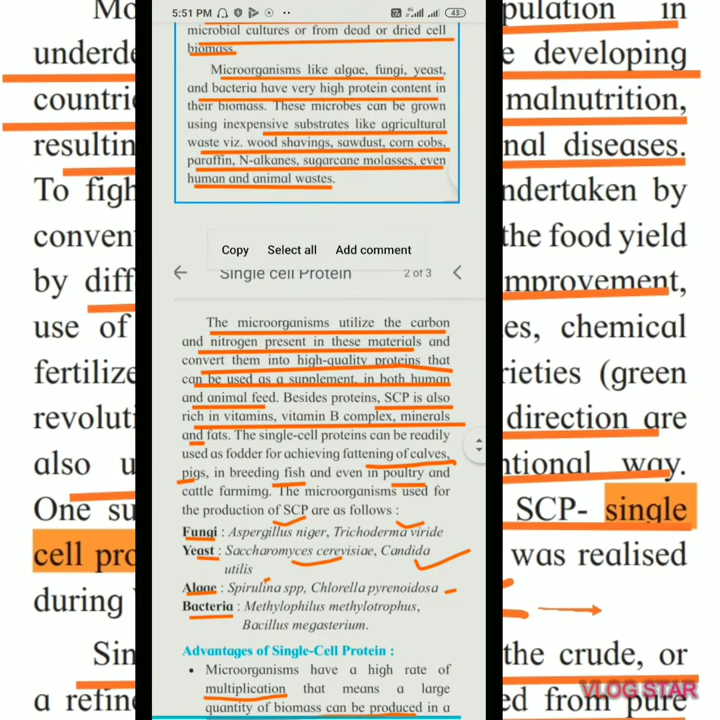 5:51 PM
43
microbial cultures or from dead or dried cell
biomass.
Microorganisms like algae, fungi, yeast,
and bacteria have very high protein content in
their biomass. These microbes can be grown
using inexpensive substrates like agricultural
waste viz. wood shavings, sawdust, corn cobs,
paraffin, N-alkanes, sugarcane molasses, even
human and animal wastes.
Copy Select all Add comment
Single cell Protein 2 of 3
The microorganisms utilize the carbon
and nitrogen present in these materials and
convert them into high-quality proteins that
can be used as a supplement, in both human
and animal feed. Besides proteins, SCP is also
rich in vitamins, vitamin B complex, minerals
and fats. The single-cell proteins can be readily
used as fodder for achieving fattening of calves,
pigs, in breeding fish and even in poultry and
cattle farming. The microorganisms used for
the production of SCP are as follows :
Fungi : Aspergillus niger, Trichoderma viride
Yeast : Saccharomyces cerevisiae, Candida
utilis
Algae : Spirulina spp, Chlorella pyrenoidosa
Bacteria : Methylophilus methylotrophus,
Bacillus megasterium.
Advantages of Single-Cell Protein :
• Microorganisms have a high rate of
multiplication that means a large
quantity of biomass can be produced in a
Mo
underde
countri
resultin
To figh
conven
by diff
use of
fertilize
revoluti
also u
One su
cell pro
during
Sin
a refine
pulation in
e developing
malnutrition,
nal diseases.
ndertaken by
the food yield
mprovement,
es, chemical
rieties (green
direction are
ntional way.
SCP- single
was realised
the crude, or
ed from pure
VLOG STAR